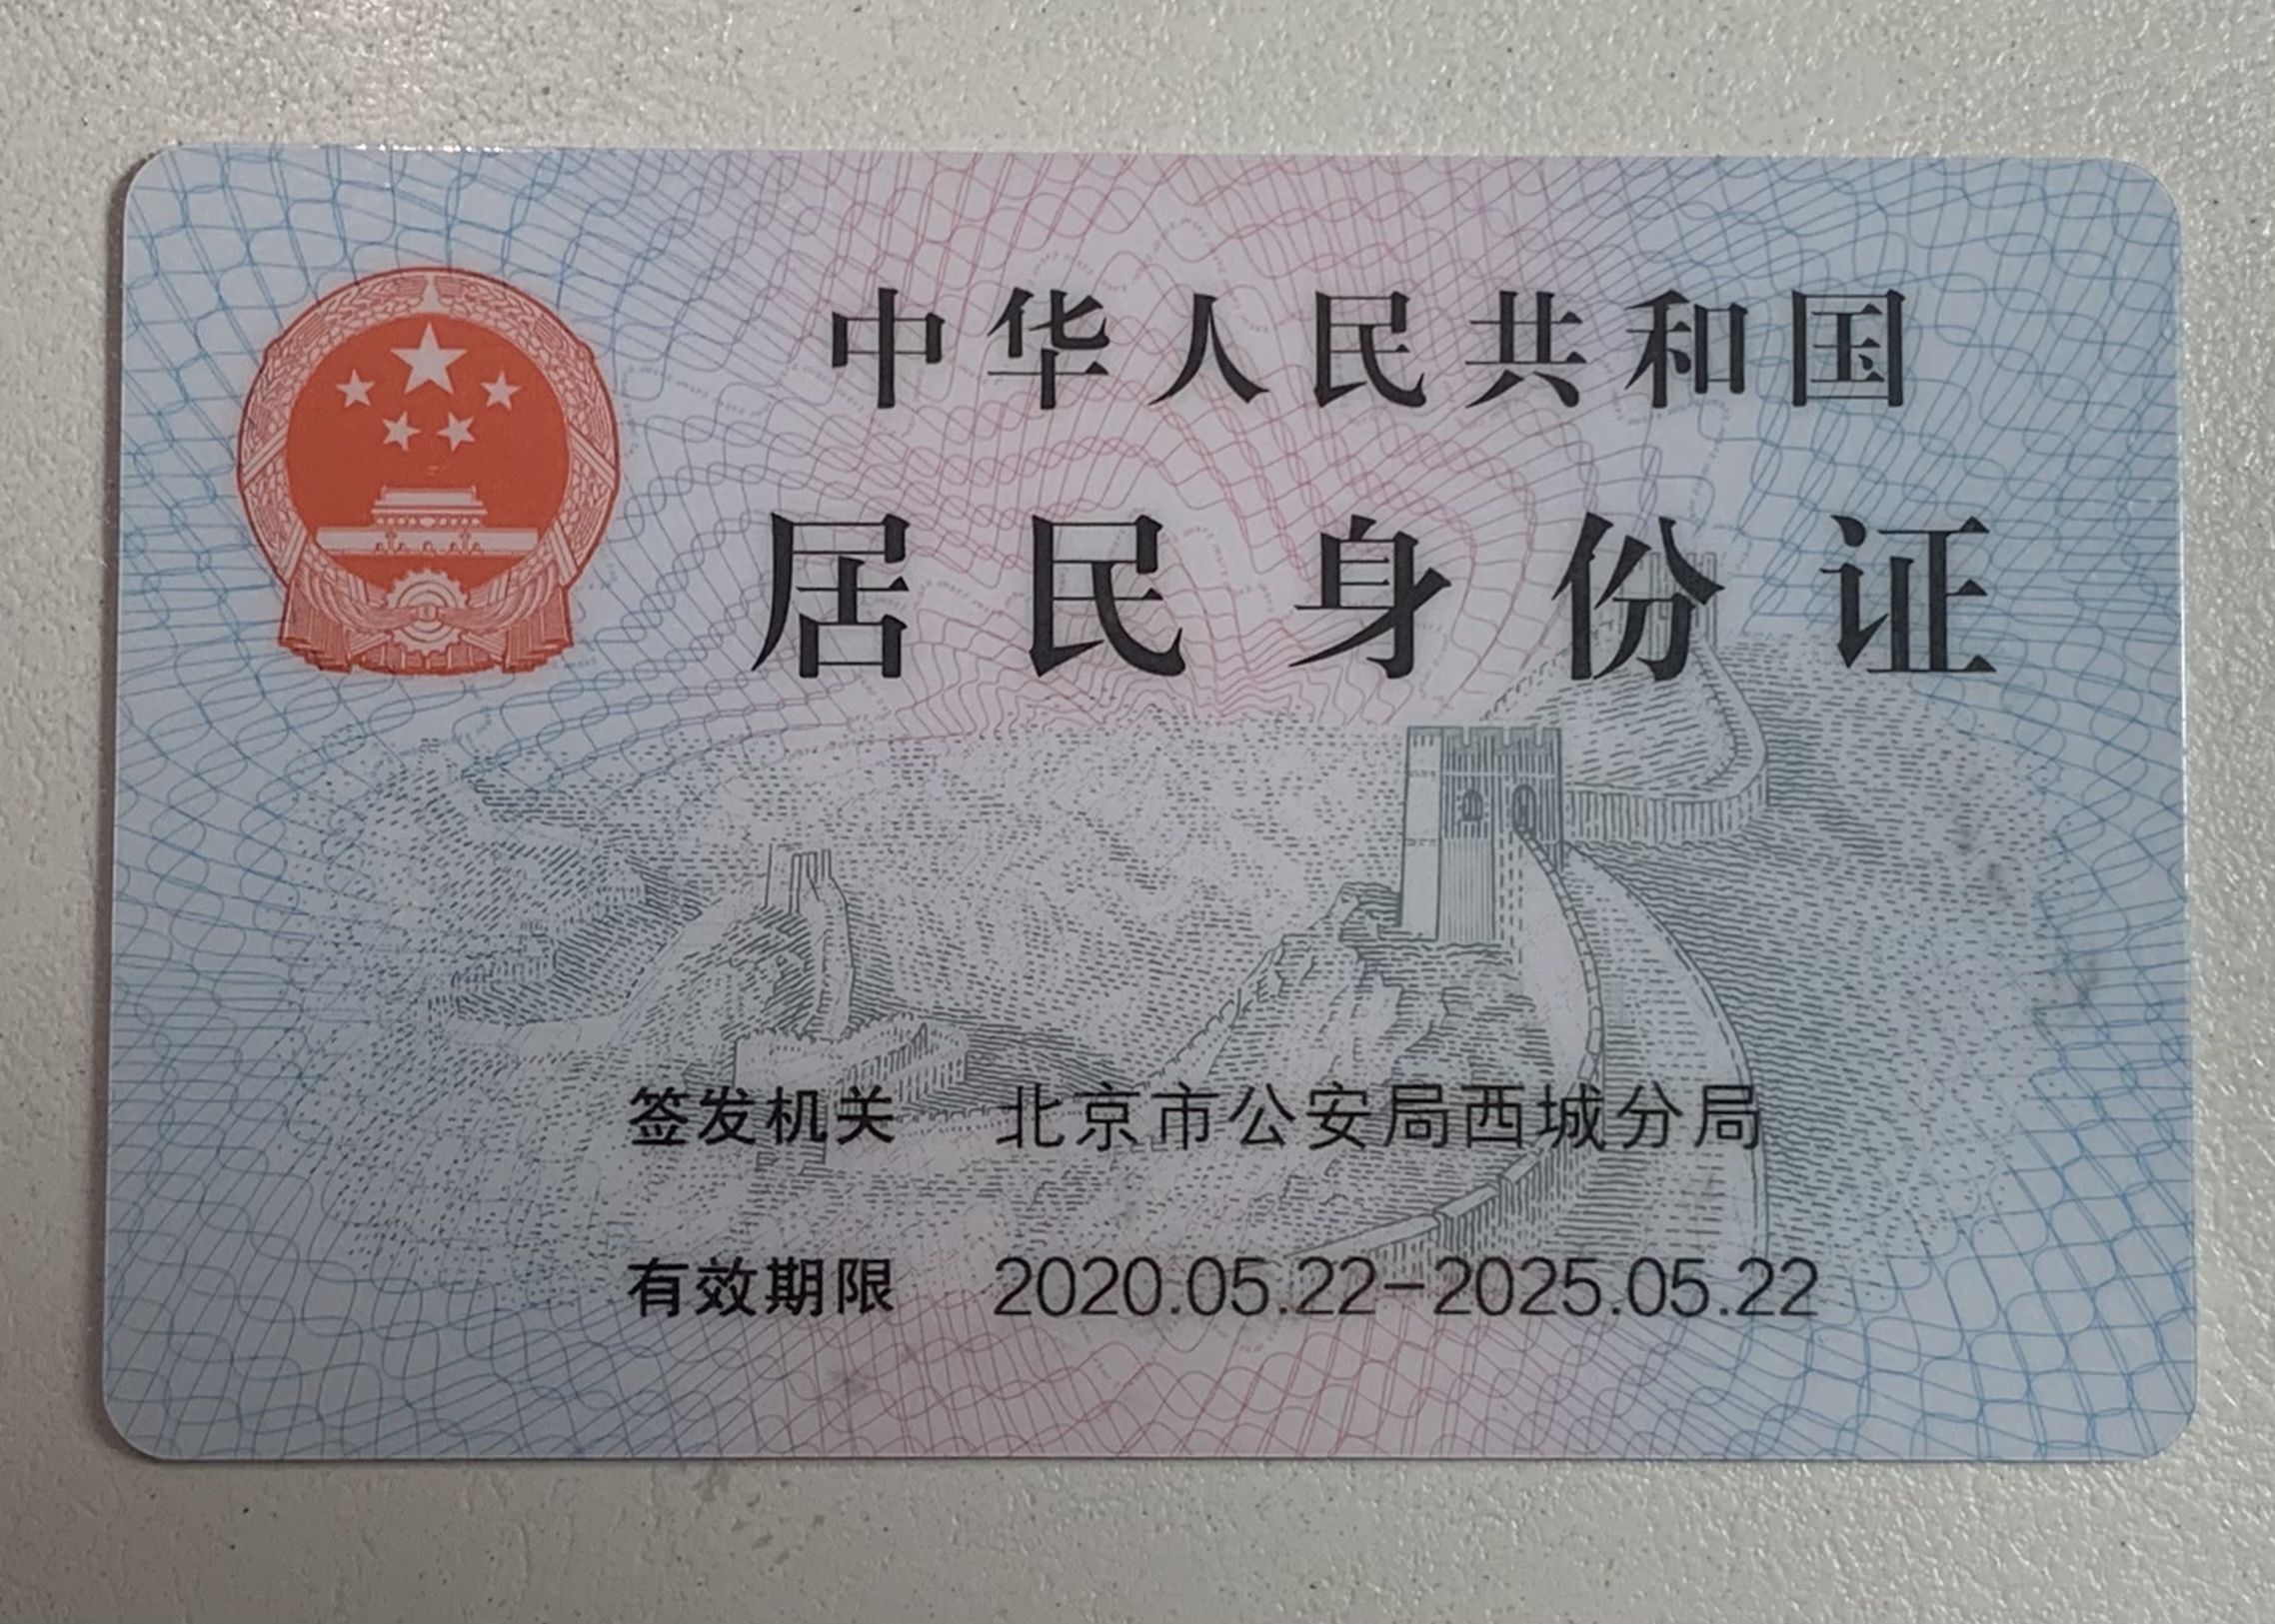 中华人民共和国
居民身份证
签发机关 北京市公安局西城分局
有效期限 2020.05.22-2025.05.22